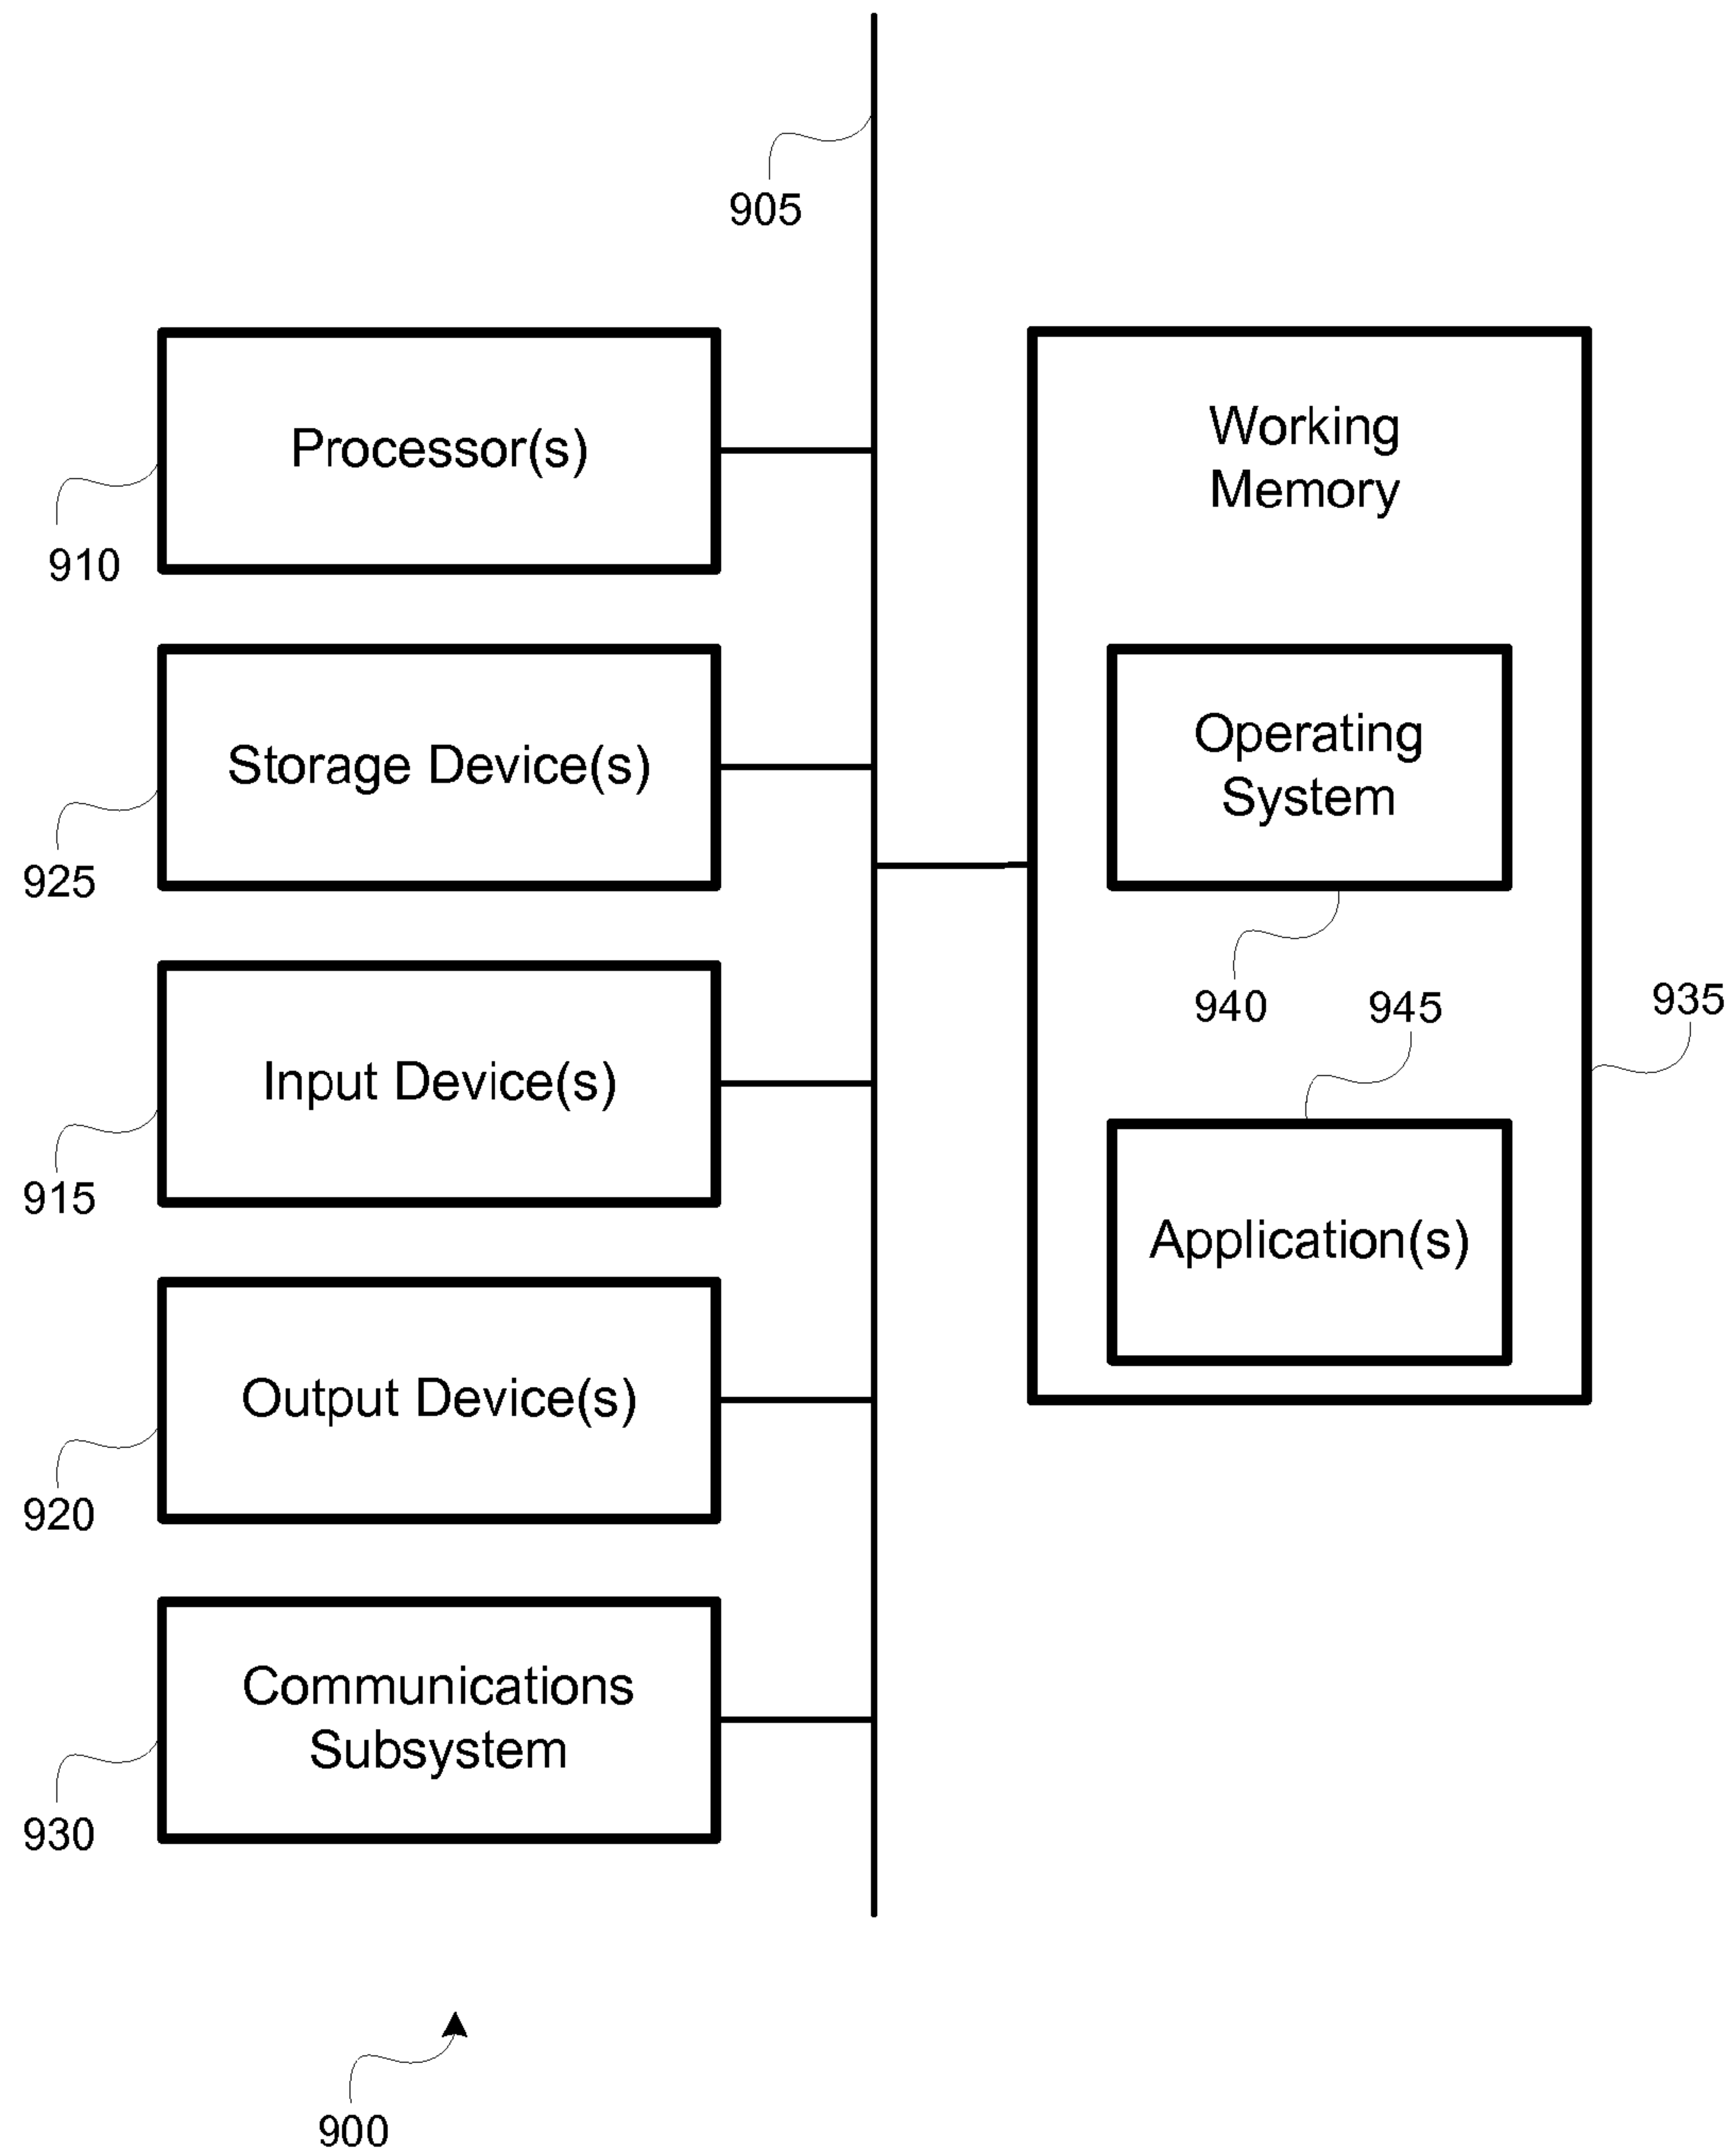 905
Processor(s)
910
Storage Device(s)
925
Input Device(s)
915
Output Device(s)
920
Communications
Subsystem
930
Working
Memory
Operating
System
940
945
935
Application(s)
900